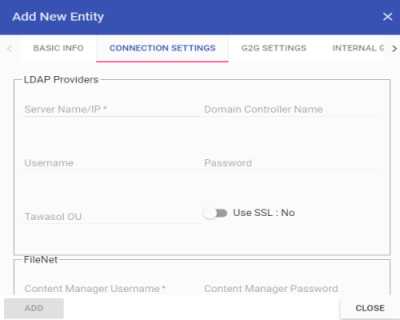 Add New Entity
BASIC INFO CONNECTION SETTINGS G2G SETTINGS INTERNAL G
LDAP Providers
Server Name/IP * Domain Controller Name
Username Password
Tawasol OU Use SSL : No
FileNet
Content Manager Username * Content Manager Password
ADD CLOSE